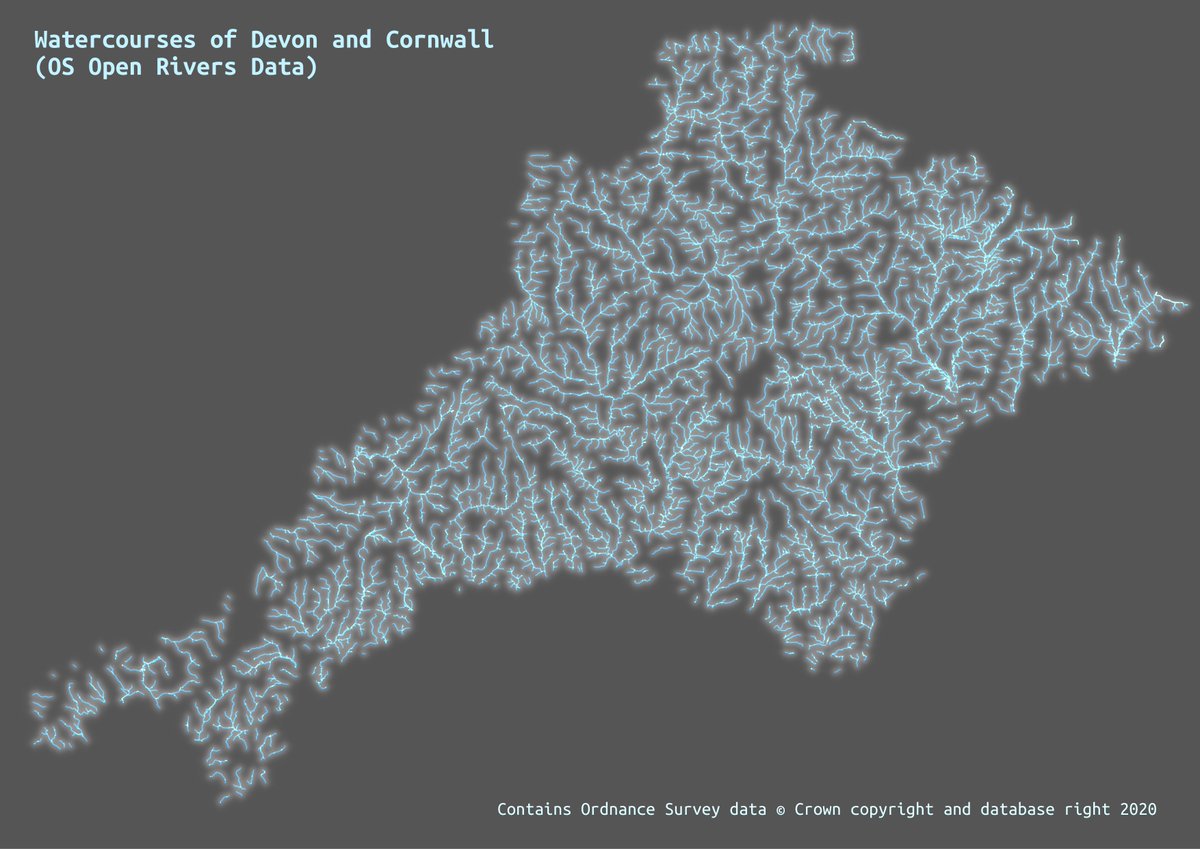 Watercourses of Devon and Cornwall
(OS Open Rivers Data)
Contains Ordnance Survey data © Crown copyright and database right 2020